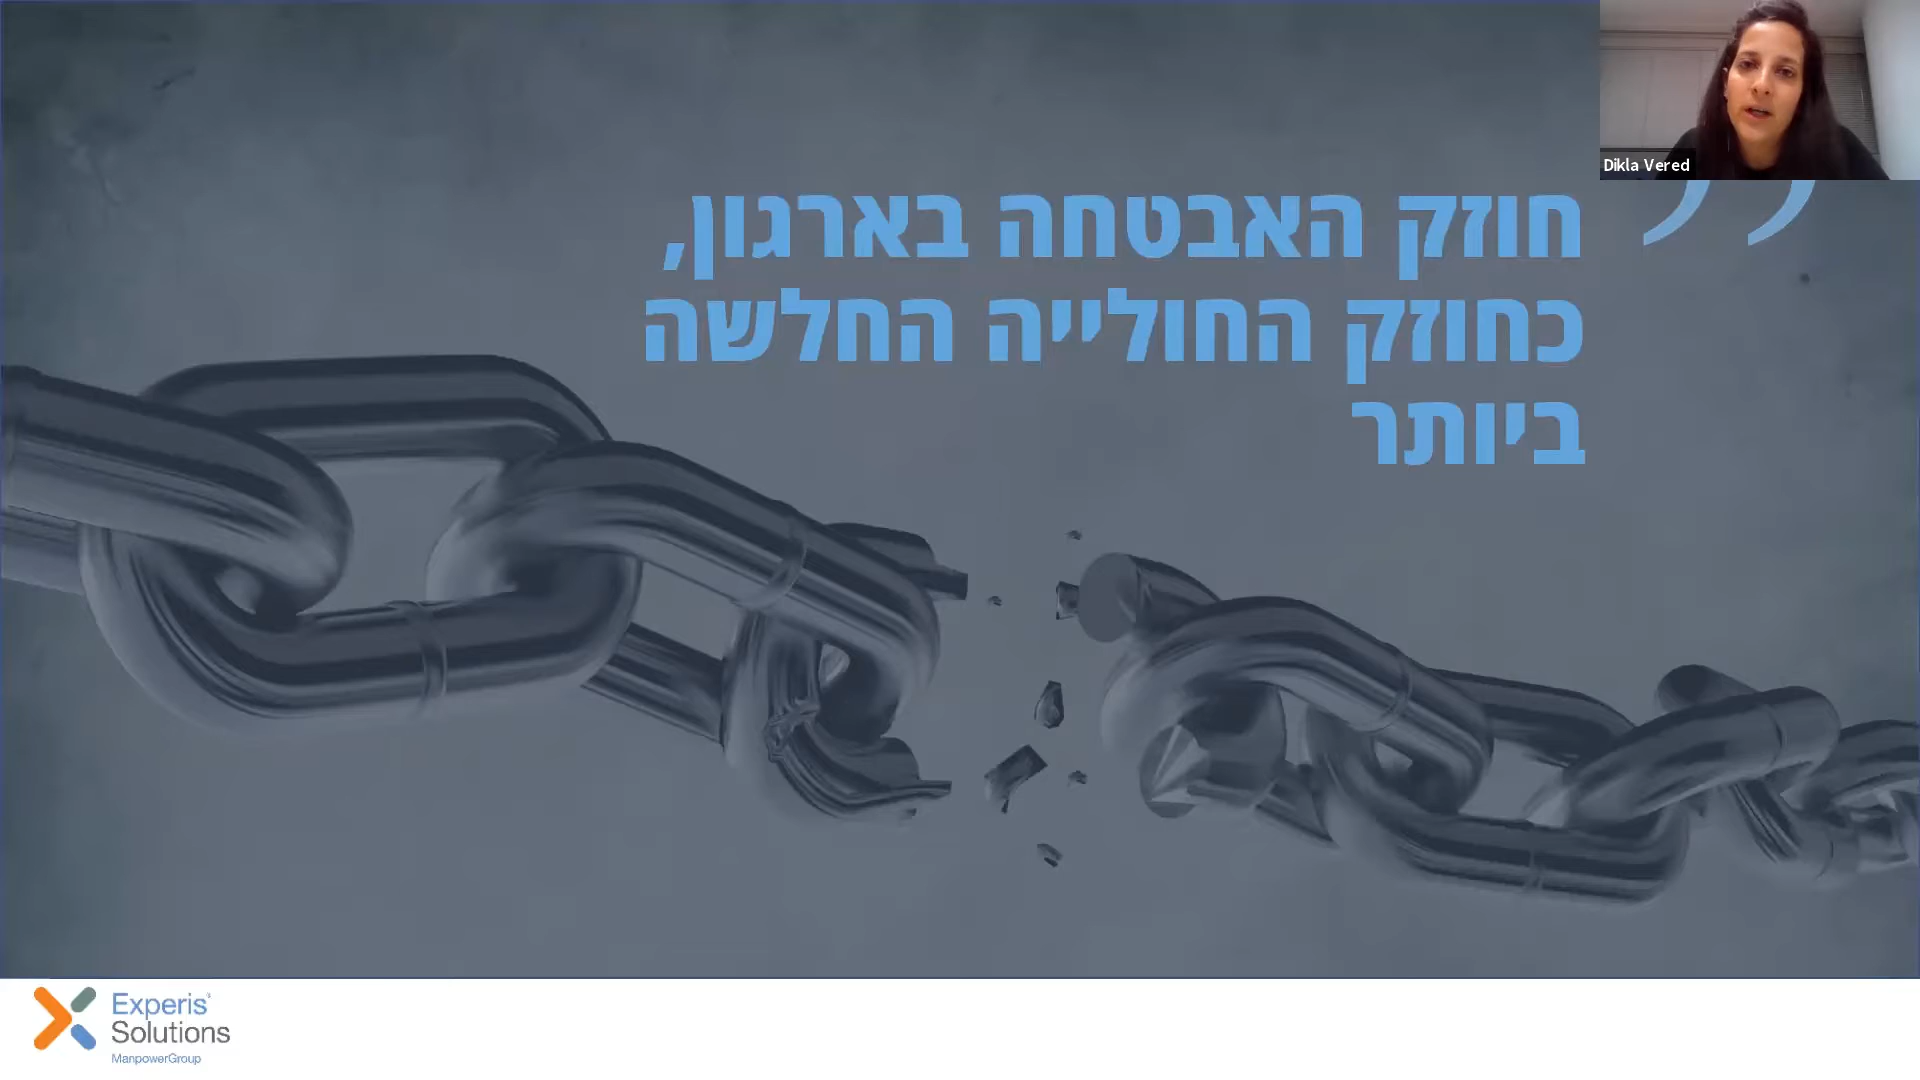 Dikla Vered
”
חוזק האבטחה בארגון,
כחוזק החולייה החלשה
ביותר
Experis®
Solutions
ManpowerGroup